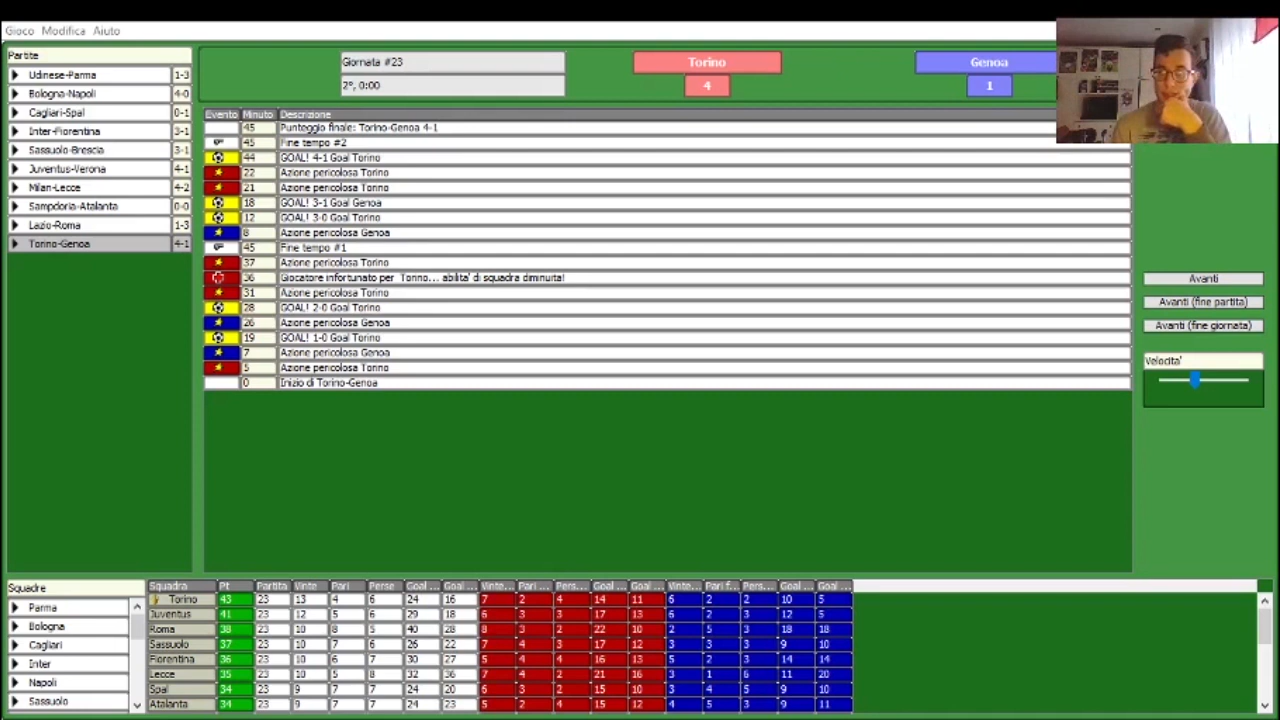 Gioco Modifica Aiuto
Partite
Udinese-Parma 1-3
Bologna-Napoli 4-0
Cagliari-Spal 0-1
Inter-Fiorentina 3-1
Sassuolo-Brescia 3-1
Juventus-Verona 4-1
Milan-Lecce 4-2
Sampdoria-Atalanta 0-0
Lazio-Roma 1-3
Torino-Genoa 4-1
Giornata #23
2°, 0:00
Torino
4
Genoa
1
Evento Minuto Descrizione
45 Punteggio finale: Torino-Genoa 4-1
45 Fine tempo #2
44 GOAL! 4-1 Goal Torino
22 Azione pericolosa Torino
21 Azione pericolosa Torino
18 GOAL! 3-1 Goal Genoa
12 GOAL! 3-0 Goal Torino
8 Azione pericolosa Genoa
45 Fine tempo #1
37 Azione pericolosa Torino
36 Giocatore infortunato per Torino... abilita' di squadra diminuita!
31 Azione pericolosa Torino
28 GOAL! 2-0 Goal Torino
26 Azione pericolosa Genoa
19 GOAL! 1-0 Goal Torino
7 Azione pericolosa Genoa
5 Azione pericolosa Torino
0 Inizio di Torino-Genoa
Avanti
Avanti (fine partita)
Avanti (fine giornata)
Velocita'
Squadre
Parma
Bologna
Cagliari
Inter
Napoli
Sassuolo
Squadra Pt Partita Vinte Pari Perse Goal ... Goal ... Vinte... Pari ... Pers... Goal ... Goal ... Vinte... Pari f... Pers... Goal ... Goal ...
Torino 43 23 13 4 6 24 16 7 2 4 14 11 6 2 2 10 5
Juventus 41 23 12 5 6 29 18 6 3 3 17 13 6 2 3 12 5
Roma 38 23 10 8 5 40 28 8 3 2 22 10 2 5 3 18 18
Sassuolo 37 23 10 7 6 26 22 7 4 3 17 12 3 3 3 9 10
Fiorentina 36 23 10 6 7 30 27 5 4 4 16 13 5 2 3 14 14
Lecce 35 23 10 5 8 32 36 7 4 2 21 16 3 1 6 11 20
Spal 34 23 9 7 7 24 20 6 3 2 15 10 3 4 5 9 10
Atalanta 34 23 9 7 7 24 23 5 2 4 15 12 4 5 3 9 11